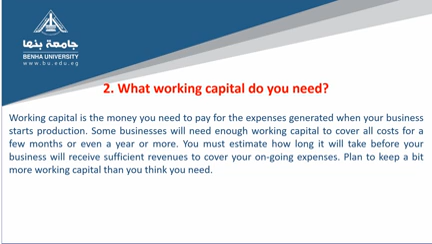 جامعة بنها
BENHA UNIVERSITY
www.bu.edu.eg
2. What working capital do you need?
Working capital is the money you need to pay for the expenses generated when your business
starts production. Some businesses will need enough working capital to cover all costs for a
few months or even a year or more. You must estimate how long it will take before your
business will receive sufficient revenues to cover your on-going expenses. Plan to keep a bit
more working capital than you think you need.